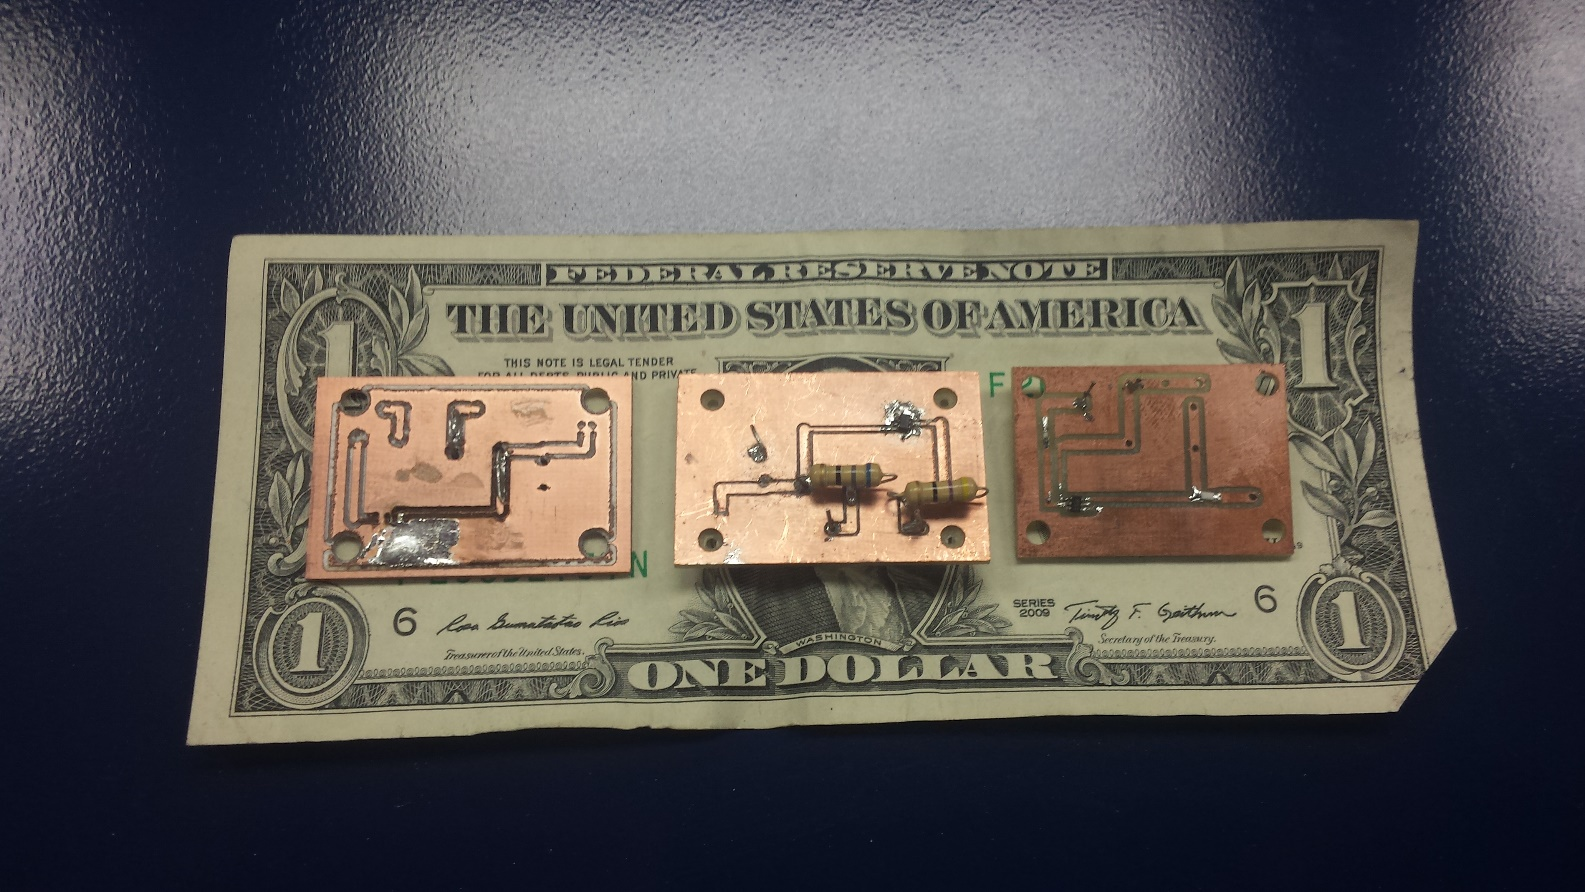 FEDERAL RESERVE NOTE
THE UNITED STATES OF AMERICA
1
1
THIS NOTE IS LEGAL TENDER
FOR ALL DEBTS, PUBLIC AND PRIVATE
F
N
6
SERIES
2009
6
Treasurer of the United States.
WASHINGTON
Secretary of the Treasury.
1
ONE DOLLAR
1